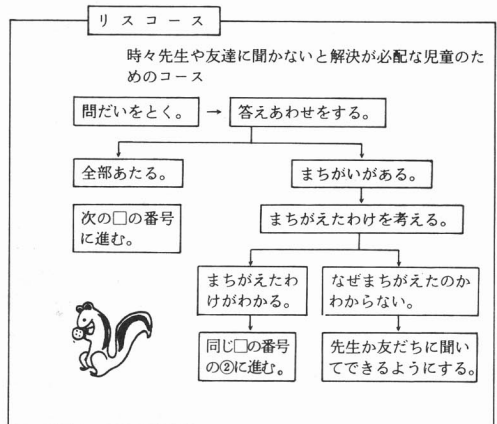 リスコース
時々先生や友達に聞かないと解決が必配な児童のた
めのコース
問だいをとく。 → 答えあわせをする。
全部あたる。
まちがいがある。
次の□の番号
に進む。
まちがえたわけを考える。
まちがえたわ
けがわかる。
なぜまちがえたのか
わからない。
同じ□の番号
の②に進む。
先生か友だちに聞い
てできるようにする。